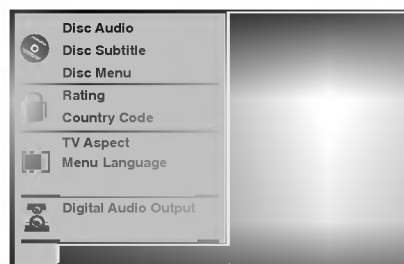 Disc Audio
Disc Subtitle
Disc Menu
Rating
Country Code
TV Aspect
Menu Language
Digital Audio Output